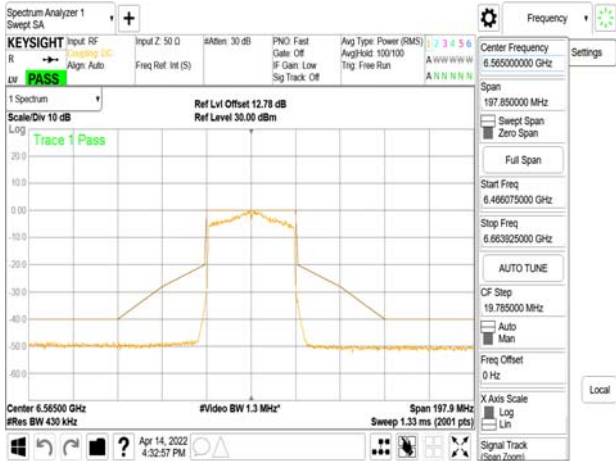 Spectrum Analyzer 1
Swept SA
Frequency
KEYSIGHT
R
LV
PASS
Input: RF
Coupling: DC
Align: Auto
Input Z: 50 Ω
Freq Ref: Int (S)
#Atten: 30 dB
PNO: Fast
Gate: Off
IF Gain: Low
Sig Track: Off
Avg Type: Power (RMS)
Avg|Hold: 100/100
Trig: Free Run
1 2 3 4 5 6
A W W W W W
A N N N N N
1 Spectrum
Scale/Div 10 dB
Ref Lvl Offset 12.78 dB
Ref Level 30.00 dBm
Log
Trace 1 Pass
20.0
10.0
0.00
-10.0
-20.0
-30.0
-40.0
-50.0
-60.0
Center 6.56500 GHz
#Res BW 430 kHz
#Video BW 1.3 MHz*
Span 197.9 MHz
Sweep 1.33 ms (2001 pts)
Apr 14, 2022
4:32:57 PM
Center Frequency
6.565000000 GHz
Settings
Span
197.850000 MHz
Swept Span
Zero Span
Full Span
Start Freq
6.466075000 GHz
Stop Freq
6.663925000 GHz
AUTO TUNE
CF Step
19.785000 MHz
Auto
Man
Freq Offset
0 Hz
X Axis Scale
Log
Lin
Local
Signal Track
(Span Zoom)